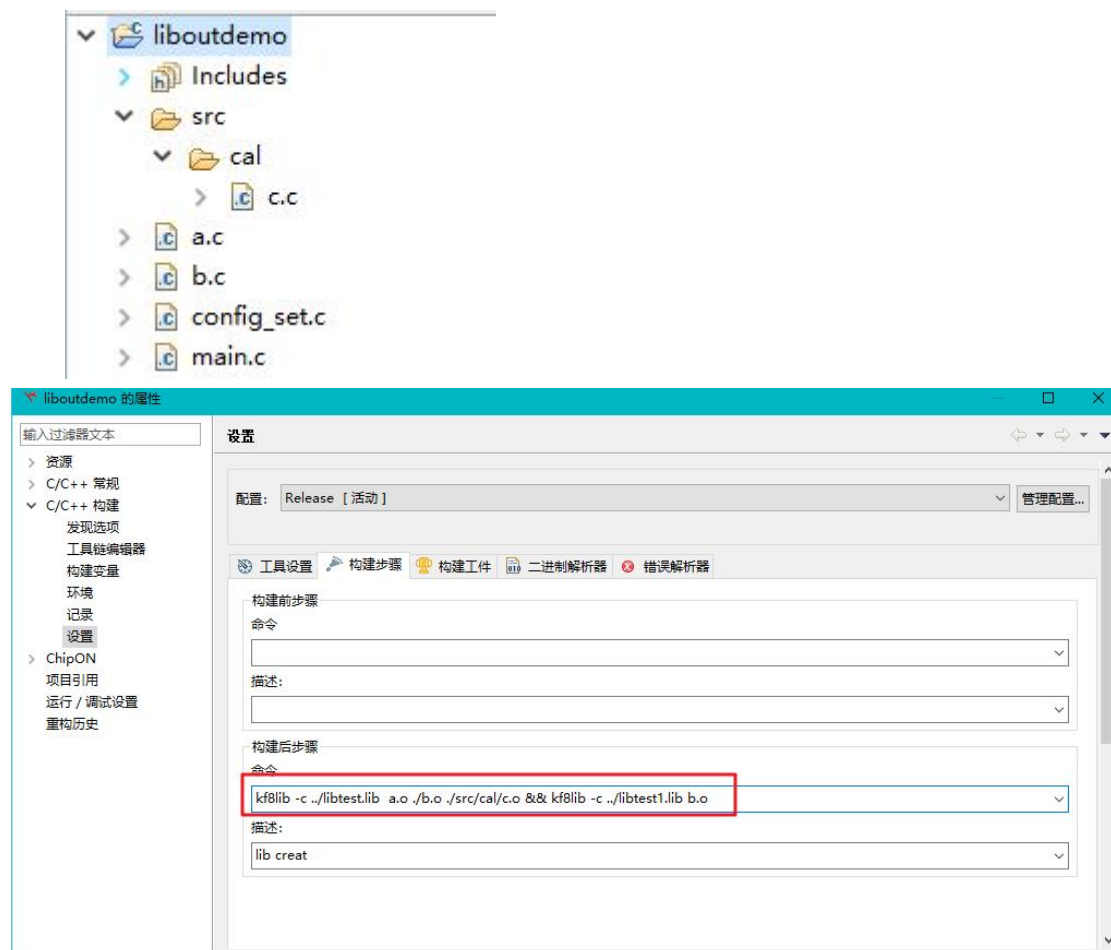 liboutdemo
Includes
src
cal
c.c
a.c
b.c
config_set.c
main.c
liboutdemo 的属性
输入过滤器文本
设置
资源
C/C++ 常规
C/C++ 构建
发现选项
工具链编辑器
构建变量
环境
记录
设置
ChipON
项目引用
运行 / 调试设置
重构历史
配置: Release [ 活动 ] 管理配置...
工具设置 构建步骤 构建工件 二进制解析器 错误解析器
构建前步骤
命令
描述:
构建后步骤
命令
kf8lib -c ../libtest.lib a.o ./b.o ./src/cal/c.o && kf8lib -c ../libtest1.lib b.o
描述:
lib creat